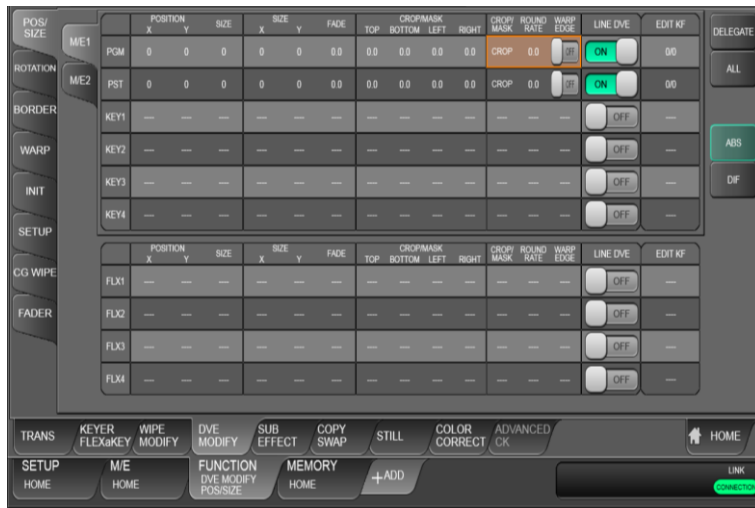 POS/ SIZE
ROTATION
BORDER
WARP
INIT
SETUP
CG WIPE
FADER
M/E1
M/E2
POSITION SIZE SIZE FADE CROP/MASK CROP/ MASK ROUND RATE WARP EDGE LINE DVE EDIT KF
X Y X Y TOP BOTTOM LEFT RIGHT
PGM 0 0 0 0 0 0.0 0.0 0.0 0.0 0.0 CROP 0.0 OFF ON 0/0
PST 0 0 0 0 0 0.0 0.0 0.0 0.0 0.0 CROP 0.0 OFF ON 0/0
KEY1 --- --- --- --- --- --- --- --- --- --- --- --- --- OFF ---
KEY2 --- --- --- --- --- --- --- --- --- --- --- --- --- OFF ---
KEY3 --- --- --- --- --- --- --- --- --- --- --- --- --- OFF ---
KEY4 --- --- --- --- --- --- --- --- --- --- --- --- --- OFF ---
POSITION SIZE SIZE FADE CROP/MASK CROP/ MASK ROUND RATE WARP EDGE LINE DVE EDIT KF
X Y X Y TOP BOTTOM LEFT RIGHT
FLX1 --- --- --- --- --- --- --- --- --- --- --- --- --- OFF ---
FLX2 --- --- --- --- --- --- --- --- --- --- --- --- --- OFF ---
FLX3 --- --- --- --- --- --- --- --- --- --- --- --- --- OFF ---
FLX4 --- --- --- --- --- --- --- --- --- --- --- --- --- OFF ---
DELEGATE
ALL
ABS
DIF
TRANS
KEYER FLEXaKEY
WIPE MODIFY
DVE MODIFY
SUB EFFECT
COPY SWAP
STILL
COLOR CORRECT
ADVANCED CK
HOME
SETUP
HOME
M/E
HOME
FUNCTION
DVE MODIFY
POS/SIZE
MEMORY
HOME
+ADD
LINK
CONNECTION